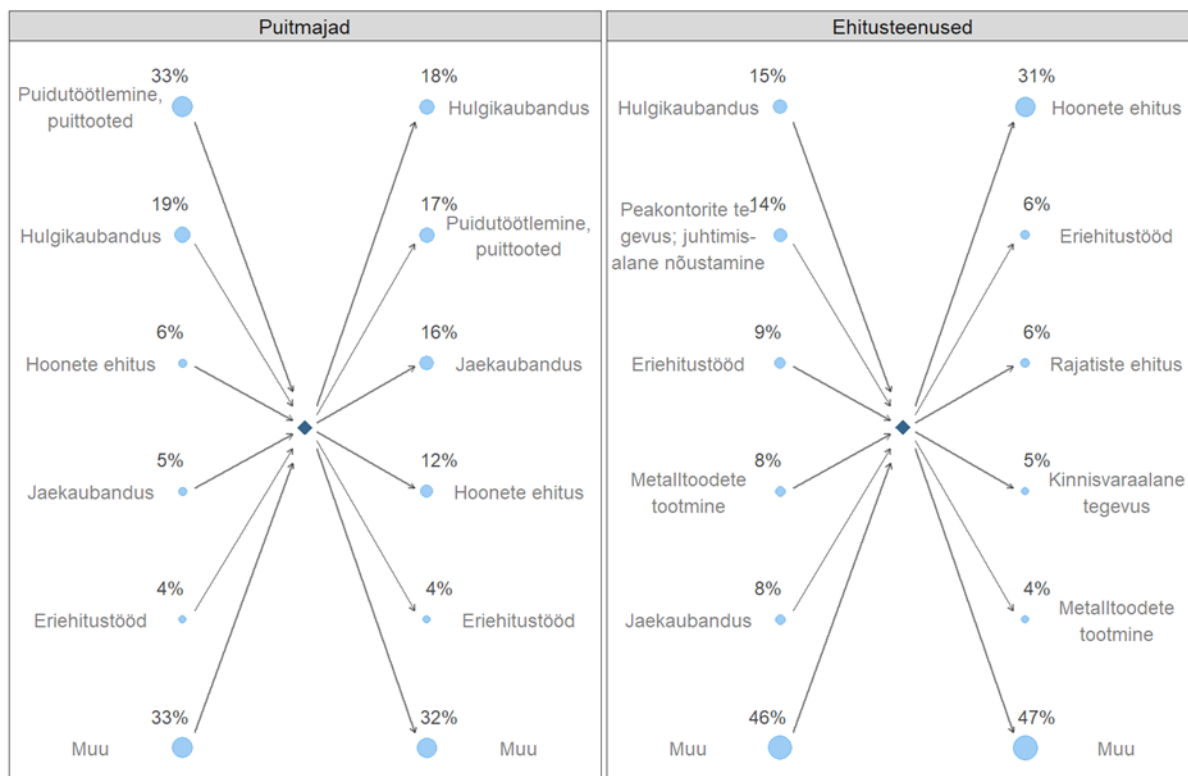 Puitmajad
33%
Puidutöötlemine,
puittooted
19%
Hulgikaubandus
6%
Hoonete ehitus
5%
Jaekaubandus
4%
Eriehitustööd
33%
Muu
18%
Hulgikaubandus
17%
Puidutöötlemine,
puittooted
16%
Jaekaubandus
12%
Hoonete ehitus
4%
Eriehitustööd
32%
Muu
Ehitusteenused
15%
Hulgikaubandus
14%
Peakontorite te-
gevus; juhtimis-
alane nõustamine
9%
Eriehitustööd
8%
Metalltoodete
tootmine
8%
Jaekaubandus
46%
Muu
31%
Hoonete ehitus
6%
Eriehitustööd
6%
Rajatiste ehitus
5%
Kinnisvaraalane
tegevus
4%
Metalltoodete
tootmine
47%
Muu